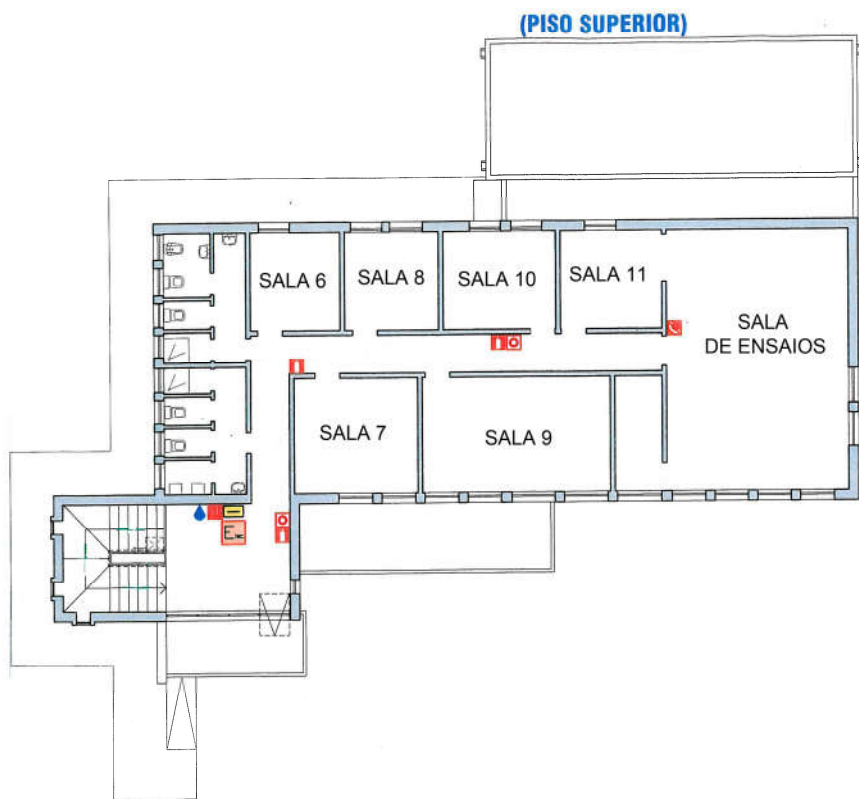 (PISO SUPERIOR)
SALA 6
SALA 8
SALA 10
SALA 11
SALA
DE ENSAIOS
SALA 7
SALA 9